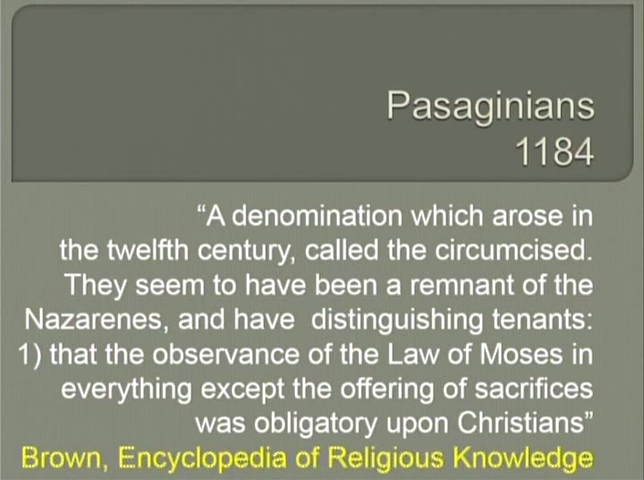 Pasaginians
1184
“A denomination which arose in
the twelfth century, called the circumcised.
They seem to have been a remnant of the
Nazarenes, and have distinguishing tenants:
1) that the observance of the Law of Moses in
everything except the offering of sacrifices
was obligatory upon Christians”
Brown, Encyclopedia of Religious Knowledge